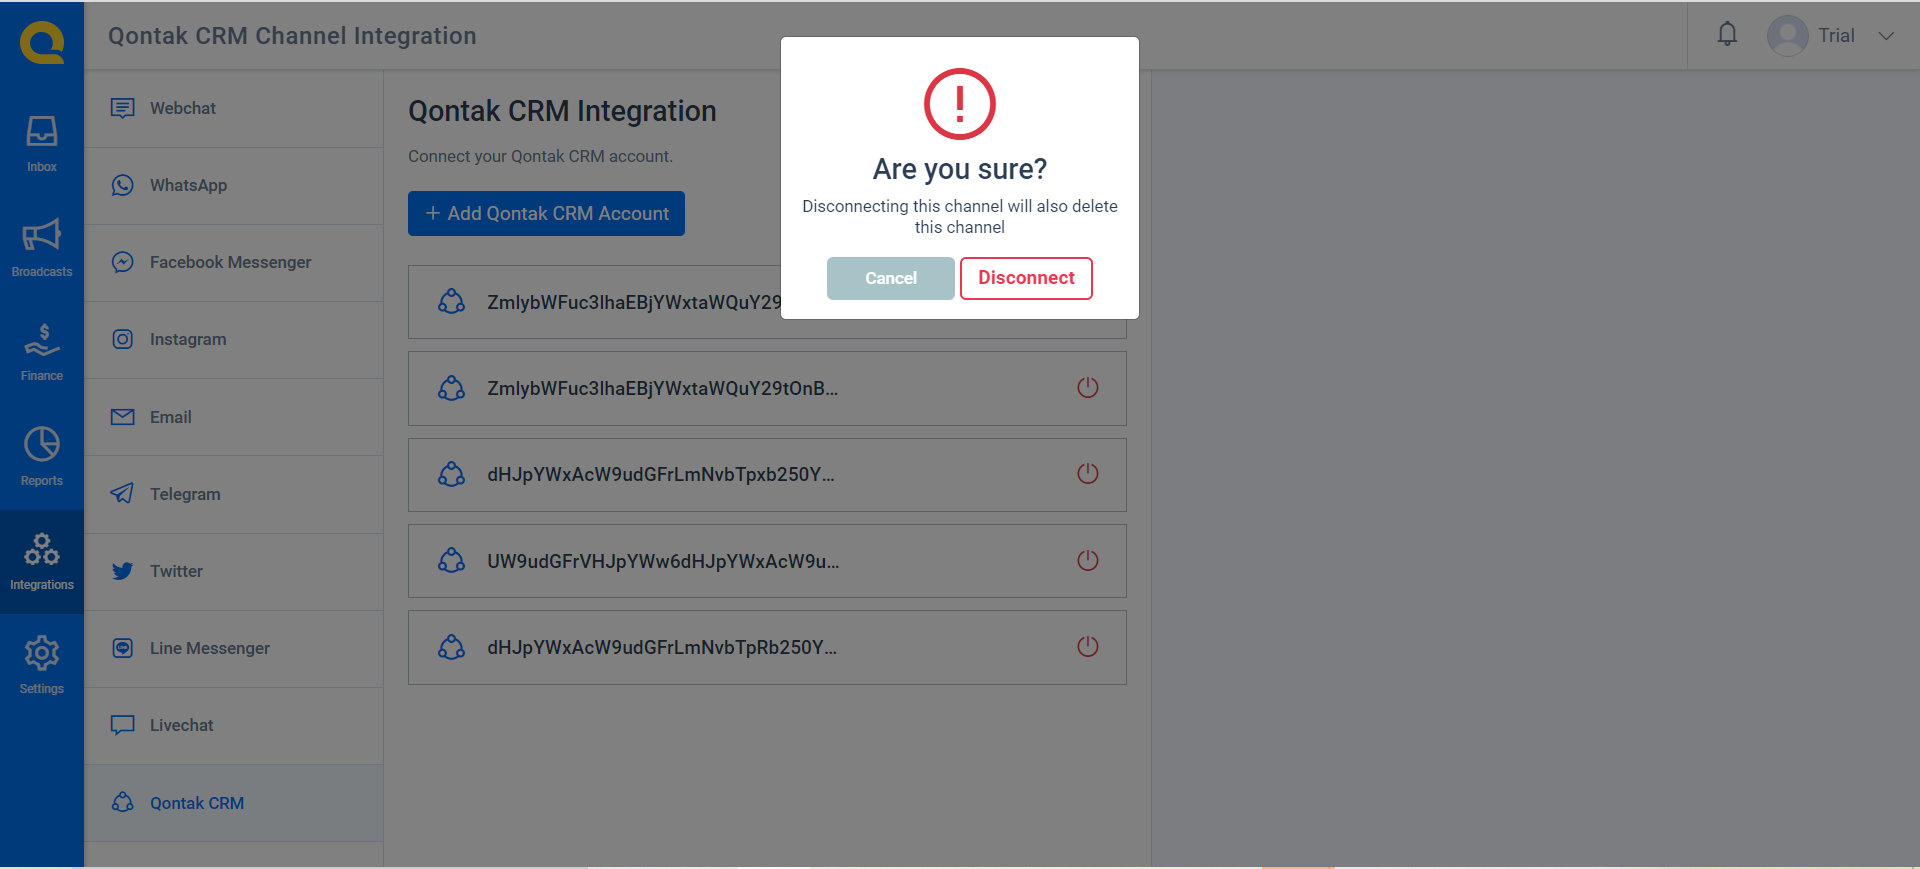 Qontak CRM Channel Integration
Trial
Inbox
Broadcasts
Finance
Reports
Integrations
Settings
Webchat
WhatsApp
Facebook Messenger
Instagram
Email
Telegram
Twitter
Line Messenger
Livechat
Qontak CRM
Qontak CRM Integration
Connect your Qontak CRM account.
+ Add Qontak CRM Account
ZmlybWFuc3lhaEBjYWxtaWQuY29
ZmlybWFuc3lhaEBjYWxtaWQuY29tOnB...
dHJpYWxAcW9udGFrLmNvbTpxb250Y...
UW9udGFrVHJpYWw6dHJpYWxAcW9u...
dHJpYWxAcW9udGFrLmNvbTpRb250Y...
Are you sure?
Disconnecting this channel will also delete
this channel
Cancel
Disconnect